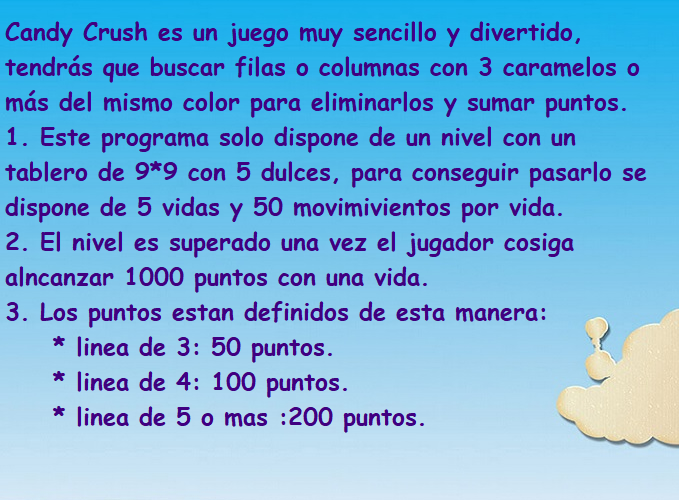 Candy Crush es un juego muy sencillo y divertido,
tendrás que buscar filas o columnas con 3 caramelos o
más del mismo color para eliminarlos y sumar puntos.
1. Este programa solo dispone de un nivel con un
tablero de 9*9 con 5 dulces, para conseguir pasarlo se
dispone de 5 vidas y 50 movimivientos por vida.
2. El nivel es superado una vez el jugador cosiga
alncanzar 1000 puntos con una vida.
3. Los puntos estan definidos de esta manera:
* linea de 3: 50 puntos.
* linea de 4: 100 puntos.
* linea de 5 o mas :200 puntos.